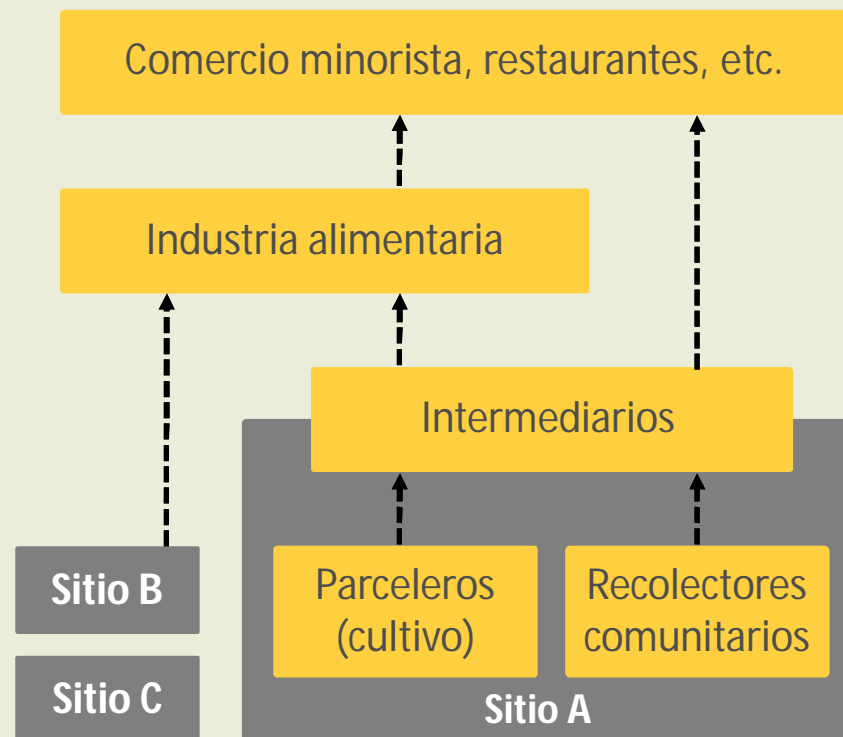 Comercio minorista, restaurantes, etc.
Industria alimentaria
Intermediarios
Sitio B
Parceleros
(cultivo)
Recolectores
comunitarios
Sitio C
Sitio A